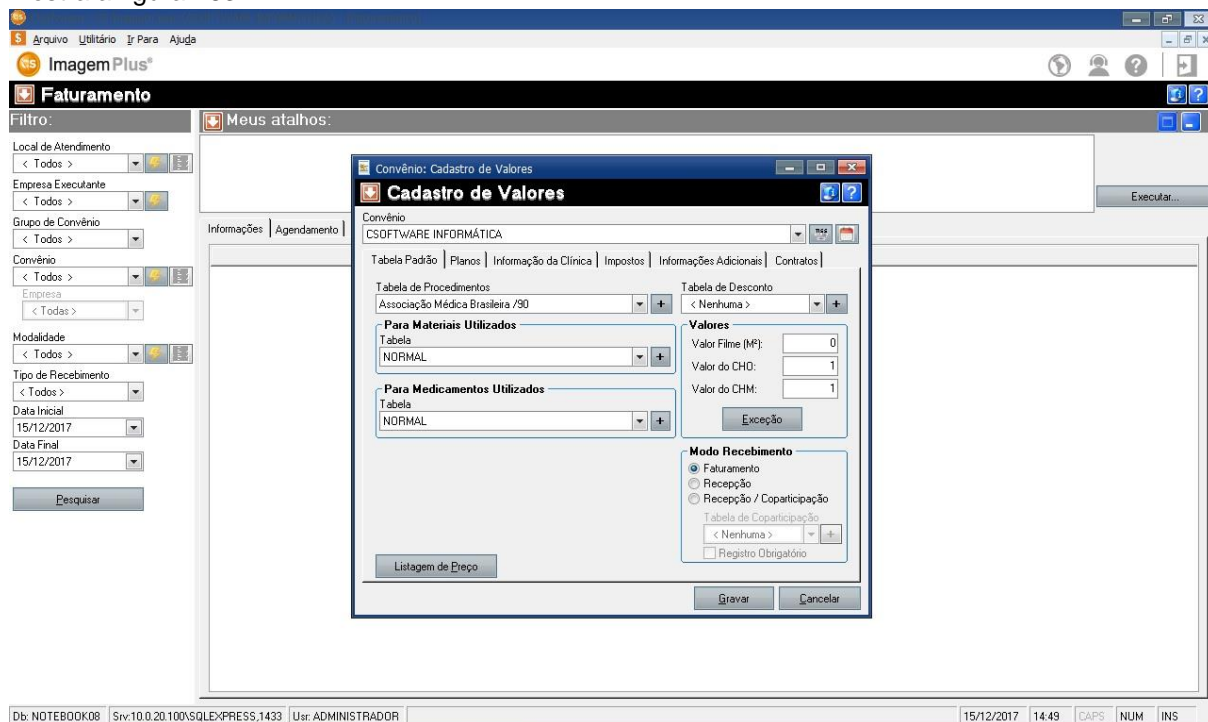 Arquivo Utilitário Ir Para Ajuda
ImagemPlus®
Faturamento
Filtro:
Meus atalhos:
Local de Atendimento
< Todos >
Empresa Executante
< Todos >
Grupo de Convênio
< Todos >
Convênio
< Todos >
Empresa
< Todas >
Modalidade
< Todos >
Tipo de Recebimento
< Todos >
Data Inicial
15/12/2017
Data Final
15/12/2017
Pesquisar
Executar...
Informações Agendamento
Convênio: Cadastro de Valores
Cadastro de Valores
Convênio
CSOFTWARE INFORMÁTICA
Tabela Padrão Planos Informação da Clínica Impostos Informações Adicionais Contratos
Tabela de Procedimentos
Associação Médica Brasileira /90
Para Materiais Utilizados
Tabela
NORMAL
Para Medicamentos Utilizados
Tabela
NORMAL
Tabela de Desconto
< Nenhuma >
Valores
Valor Filme (M²): 0
Valor do CHO: 1
Valor do CHM: 1
Exceção
Modo Recebimento
Faturamento
Recepção
Recepção / Coparticipação
Tabela de Coparticipação
< Nenhuma >
Registro Obrigatório
Listagem de Preço
Gravar Cancelar
Db: NOTEBOOK08 Srv:10.0.20.100\SQLEXPRESS,1433 Usr: ADMINISTRADOR 15/12/2017 14:49 CAPS NUM INS